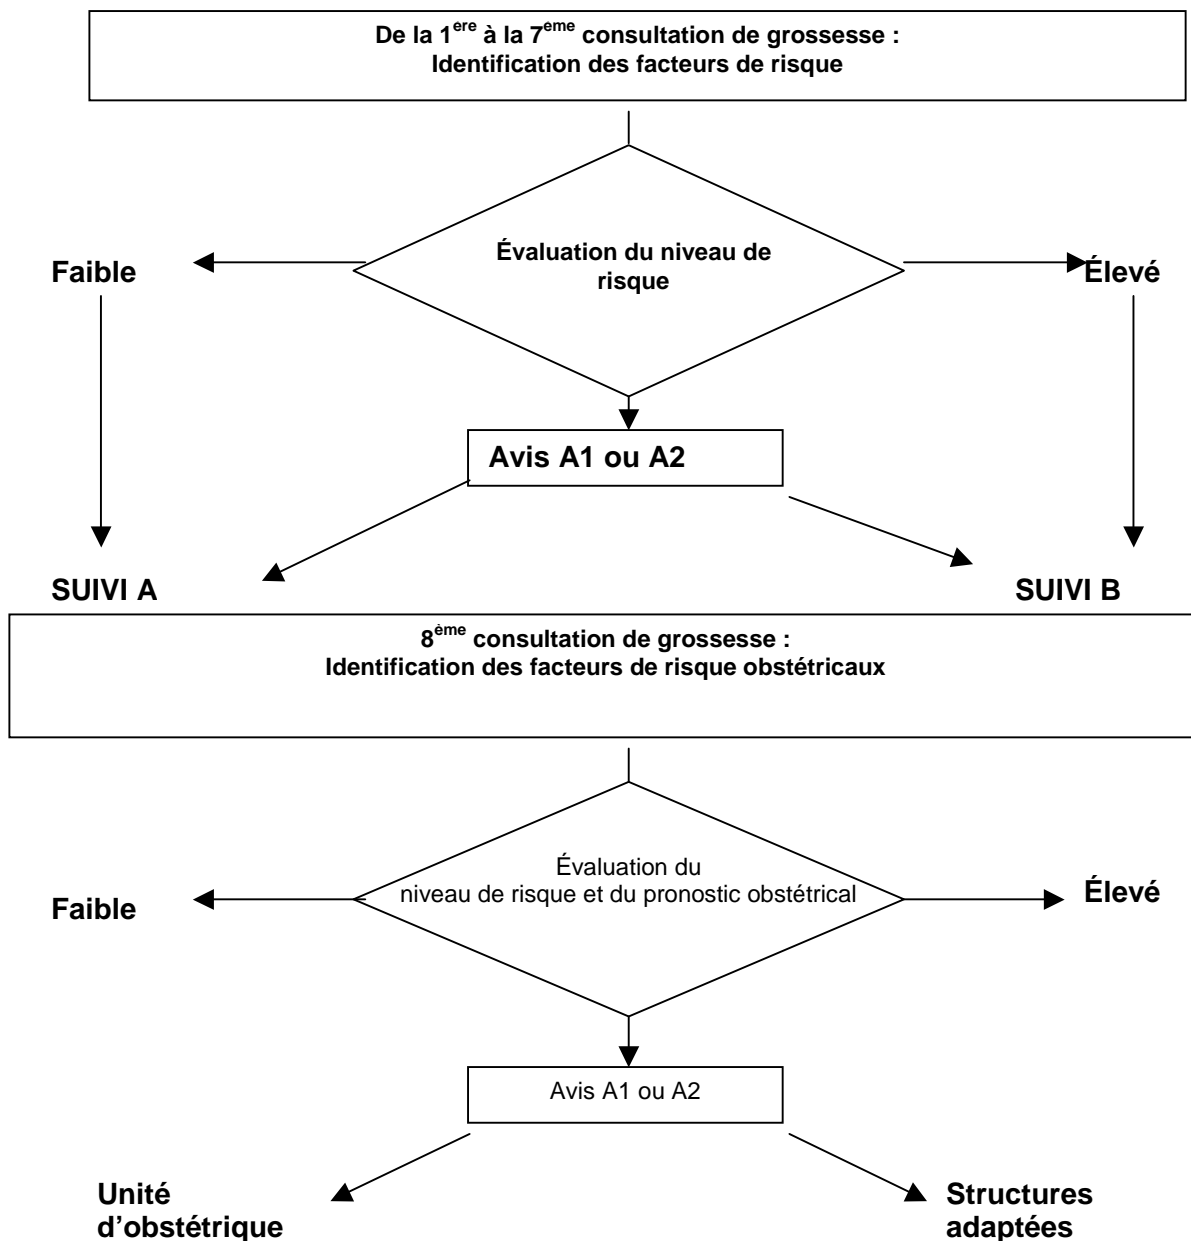 De la 1ere à la 7eme consultation de grossesse :
Identification des facteurs de risque
Évaluation du niveau de
risque
Faible
Élevé
Avis A1 ou A2
SUIVI A
SUIVI B
8ème consultation de grossesse :
Identification des facteurs de risque obstétricaux
Évaluation du
niveau de risque et du pronostic obstétrical
Faible
Élevé
Avis A1 ou A2
Unité
d'obstétrique
Structures
adaptées